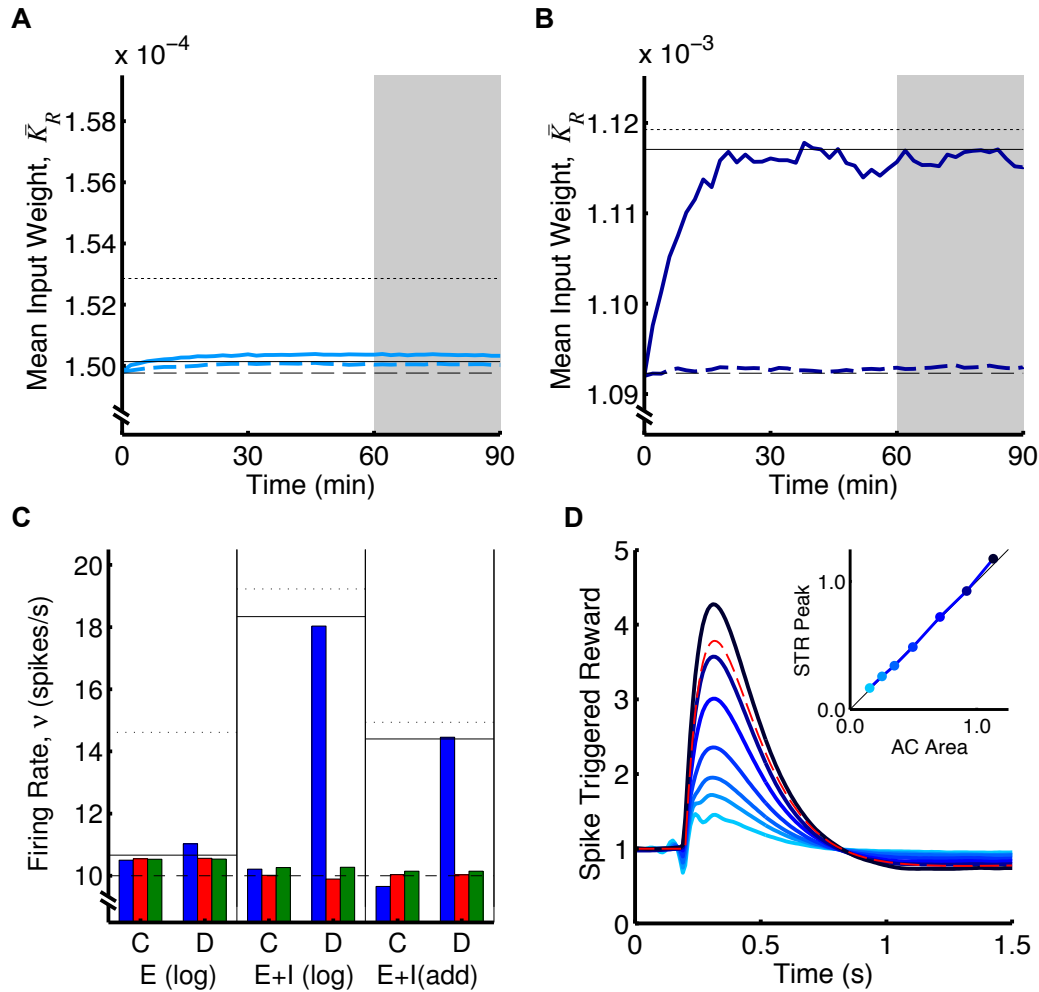 A
x 10⁻⁴
Mean Input Weight, K̄_R
1.58
1.56
1.54
1.52
1.50
0
30
60
90
Time (min)
B
x 10⁻³
Mean Input Weight, K̄_R
1.12
1.11
1.10
1.09
0
30
60
90
Time (min)
C
Firing Rate, ν (spikes/s)
20
18
16
14
12
10
C D C D C D
E (log) E+I (log) E+I(add)
D
Spike Triggered Reward
5
4
3
2
1
0
0
0.5
1.0
1.5
Time (s)
STR Peak
1.0
0.0
0.0
1.0
AC Area